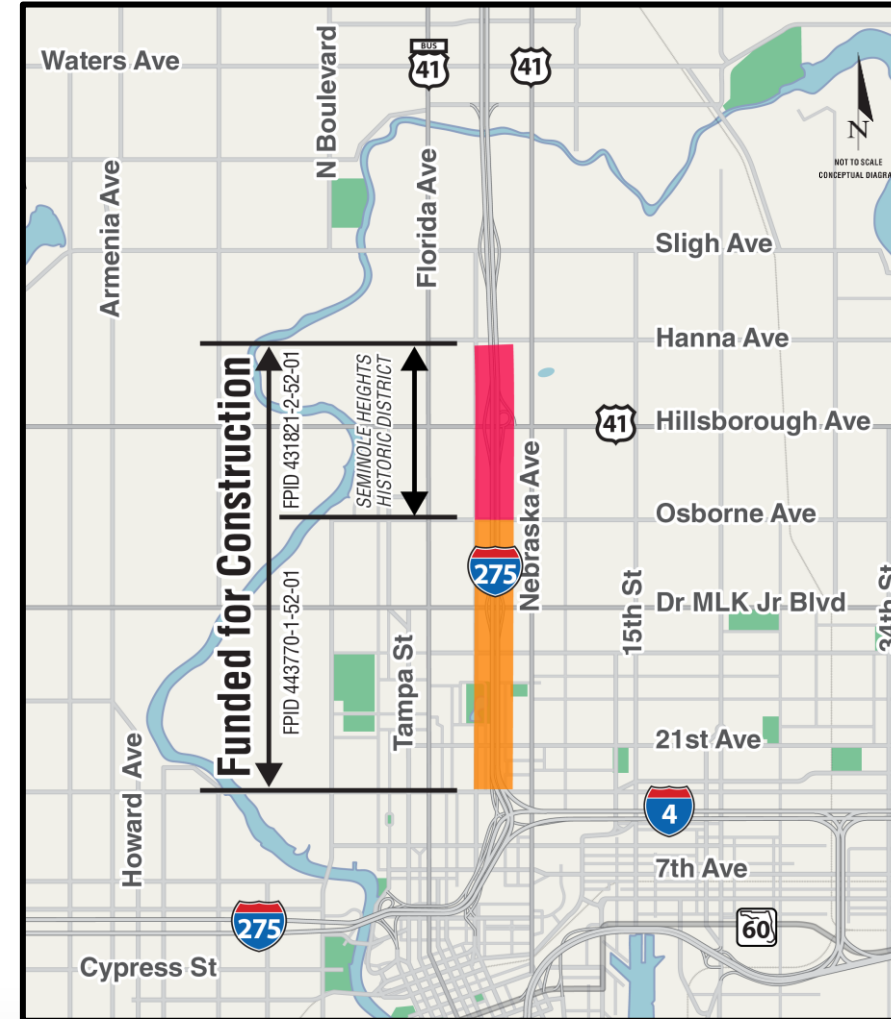 BUS
41
41
Waters Ave
N Boulevard
N
NOT TO SCALE
CONCEPTUAL DIAGRA
Armenia Ave
Florida Ave
Sligh Ave
Hanna Ave
Funded for Construction
FPID 431821-2-52-01
SEMINOLE HEIGHTS
HISTORIC DISTRICT
41
Hillsborough Ave
Nebraska Ave
Osborne Ave
275
15th St
34th St
Dr MLK Jr Blvd
FPID 443770-1-52-01
Tampa St
21st Ave
Howard Ave
4
7th Ave
275
60
Cypress St